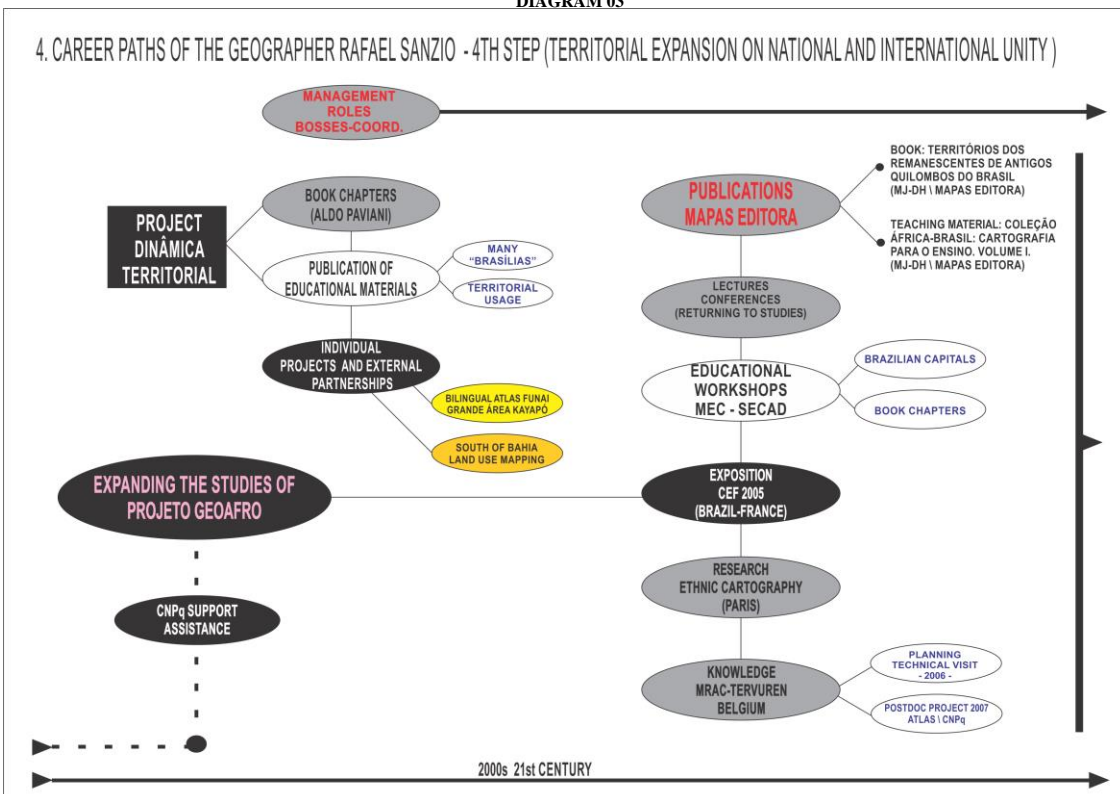 DIAGRAM 03
4. CAREER PATHS OF THE GEOGRAPHER RAFAEL SANZIO - 4TH STEP (TERRITORIAL EXPANSION ON NATIONAL AND INTERNATIONAL UNITY )
MANAGEMENT
ROLES
BOSSES-COORD.
PROJECT
DINÂMICA
TERRITORIAL
BOOK CHAPTERS
(ALDO PAVIANI)
PUBLICATION OF
EDUCATIONAL MATERIALS
MANY
“BRASÍLIAS”
TERRITORIAL
USAGE
INDIVIDUAL
PROJECTS AND EXTERNAL
PARTNERSHIPS
BILINGUAL ATLAS FUNAI
GRANDE ÁREA KAYAPÓ
SOUTH OF BAHIA
LAND USE MAPPING
EXPANDING THE STUDIES OF
PROJETO GEOAFRO
CNPq SUPPORT
ASSISTANCE
PUBLICATIONS
MAPAS EDITORA
BOOK: TERRITÓRIOS DOS
REMANESCENTES DE ANTIGOS
QUILOMBOS DO BRASIL
(MJ-DH \ MAPAS EDITORA)
TEACHING MATERIAL: COLEÇÃO
ÁFRICA-BRASIL: CARTOGRAFIA
PARA O ENSINO. VOLUME I.
(MJ-DH \ MAPAS EDITORA)
LECTURES
CONFERENCES
(RETURNING TO STUDIES)
EDUCATIONAL
WORKSHOPS
MEC - SECAD
BRAZILIAN CAPITALS
BOOK CHAPTERS
EXPOSITION
CEF 2005
(BRAZIL-FRANCE)
RESEARCH
ETHNIC CARTOGRAPHY
(PARIS)
KNOWLEDGE
MRAC-TERVUREN
BELGIUM
PLANNING
TECHNICAL VISIT
- 2006 -
POSTDOC PROJECT 2007
ATLAS \ CNPq
2000s 21st CENTURY